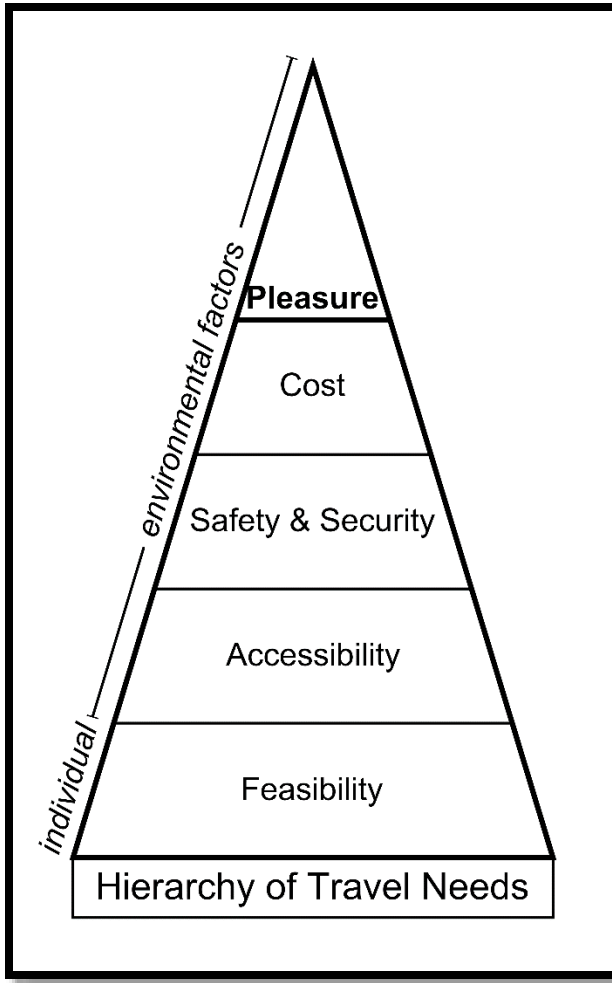 Pleasure
Cost
Safety & Security
Accessibility
Feasibility
environmental factors
individual
Hierarchy of Travel Needs